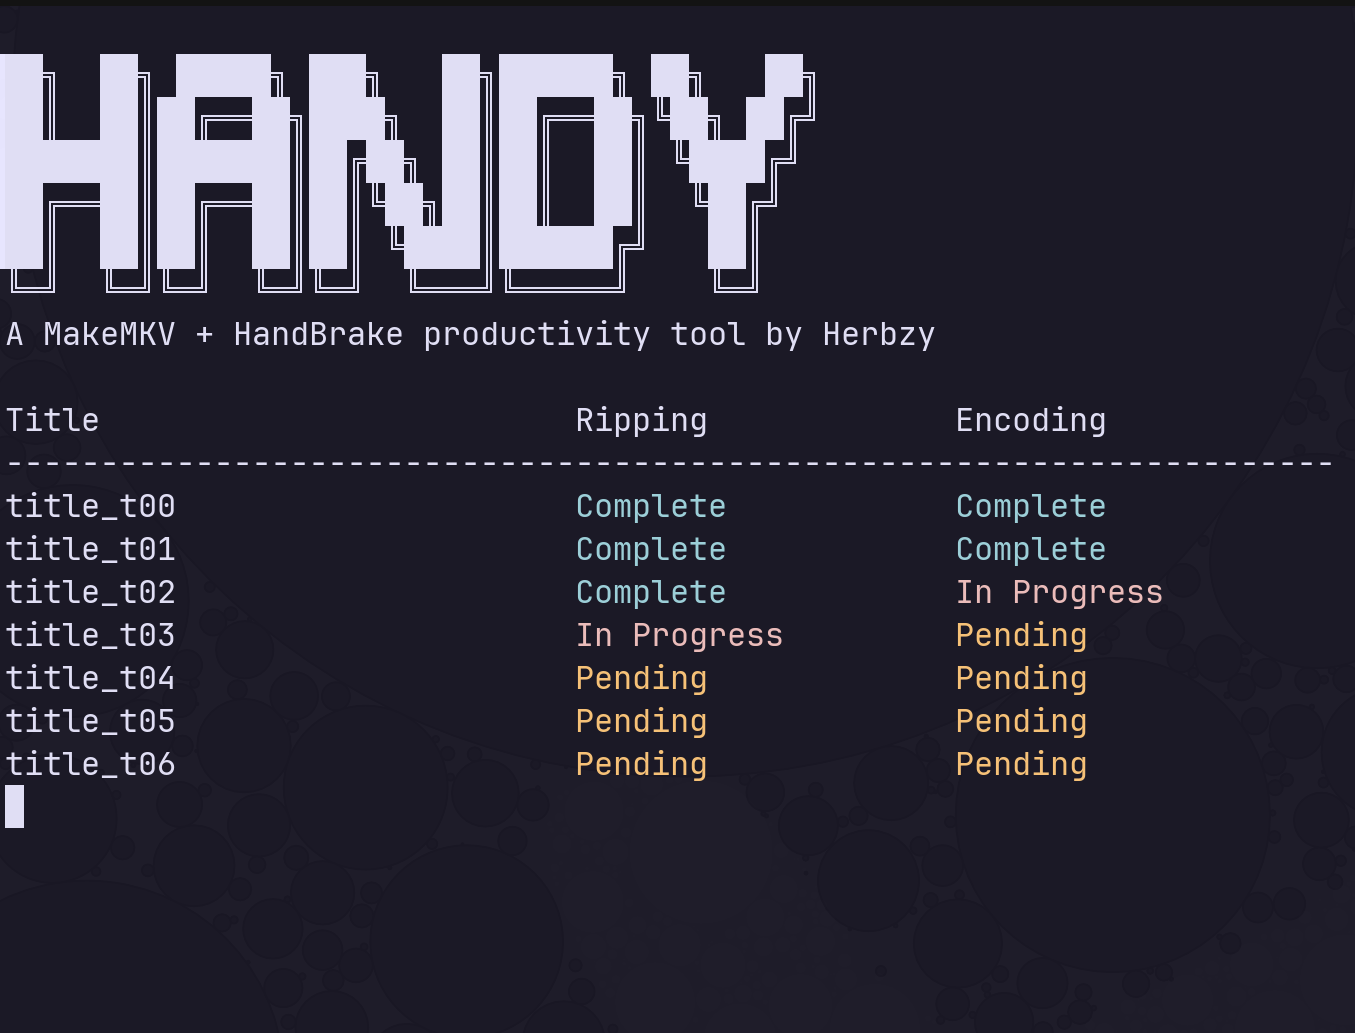 HANDY
A MakeMKV + HandBrake productivity tool by Herbzy
Title Ripping Encoding
----------------------------------------------------------------------
title_t00 Complete Complete
title_t01 Complete Complete
title_t02 Complete In Progress
title_t03 In Progress Pending
title_t04 Pending Pending
title_t05 Pending Pending
title_t06 Pending Pending